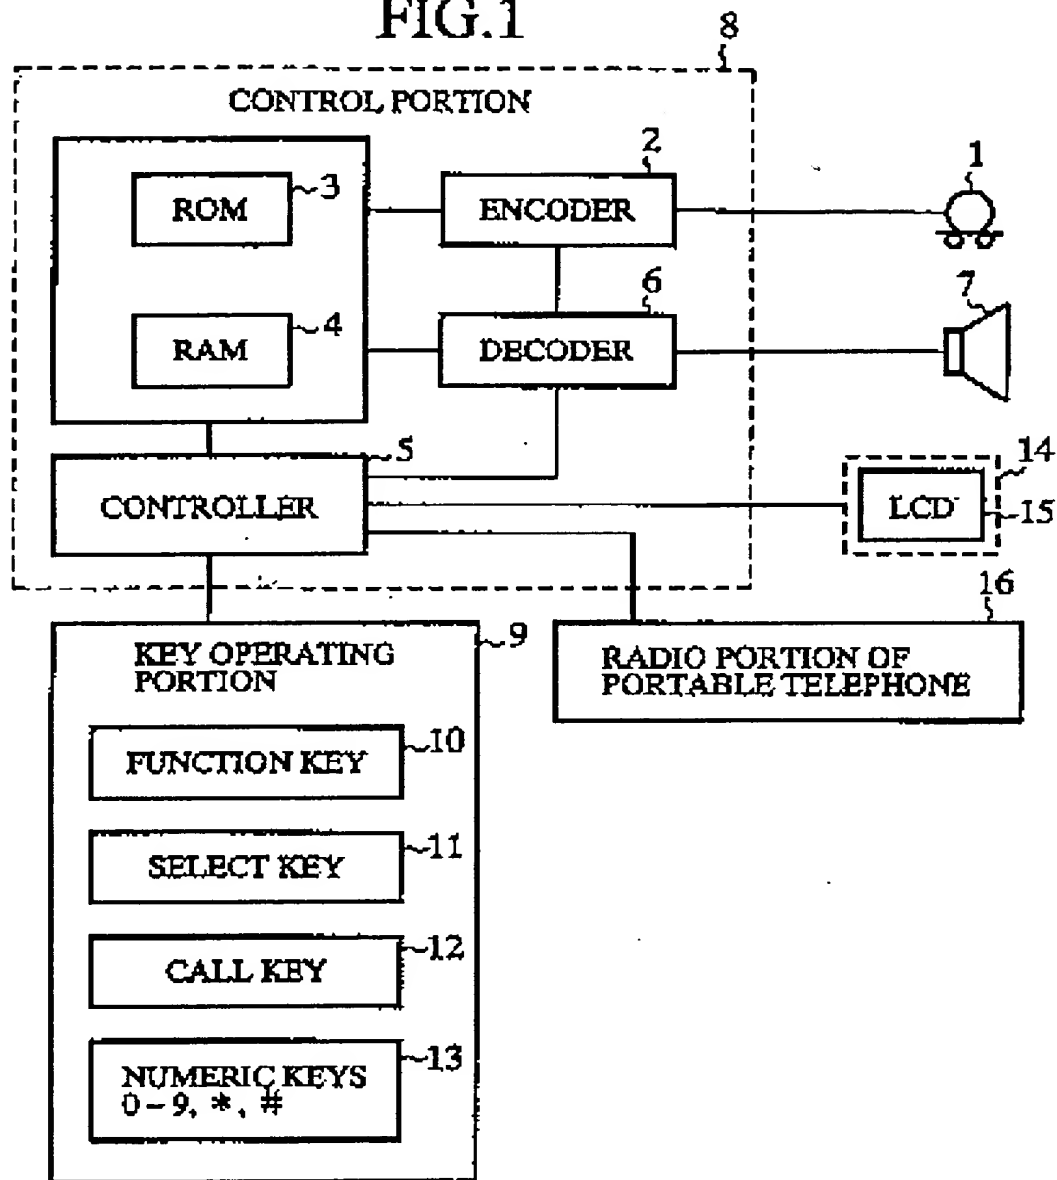 FIG.1
8
CONTROL PORTION
2
1
3
ROM
ENCODER
6
7
4
RAM
DECODER
5
14
CONTROLLER
LCD
15
16
9
KEY OPERATING
PORTION
RADIO PORTION OF
PORTABLE TELEPHONE
10
FUNCTION KEY
11
SELECT KEY
12
CALL KEY
13
NUMERIC KEYS
0-9, *, #